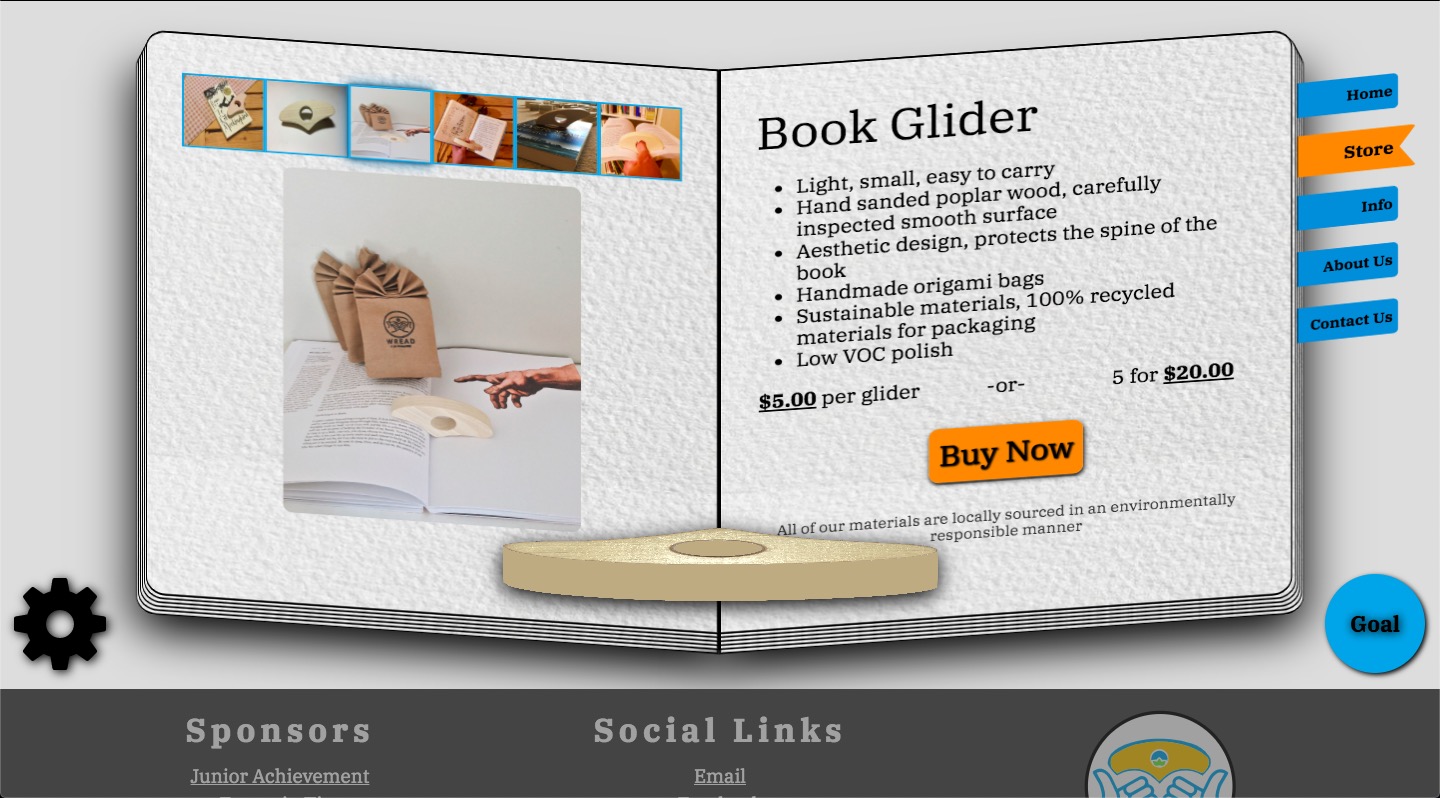 Book Glider
Light, small, easy to carry
Hand sanded poplar wood, carefully
inspected smooth surface
Aesthetic design, protects the spine of the
book
Handmade origami bags
Sustainable materials, 100% recycled
materials for packaging
Low VOC polish
$5.00 per glider
-or-
5 for $20.00
Buy Now
All of our materials are locally sourced in an environmentally
responsible manner
WREAD
Home
Store
Info
About Us
Contact Us
Goal
Sponsors
Junior Achievement
Social Links
Email